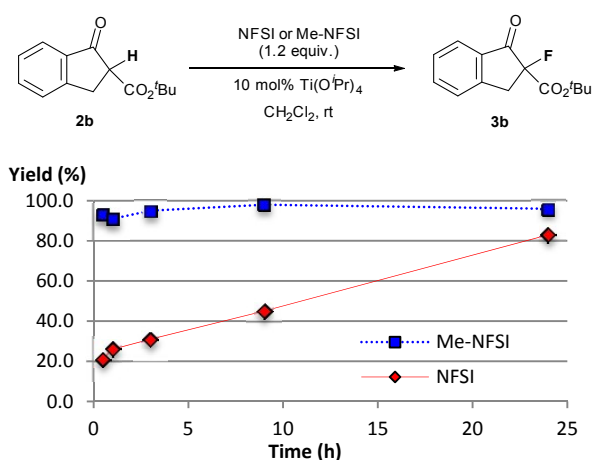 NFSI or Me-NFSI
(1.2 equiv.)
10 mol% Ti(OⁱPr)₄
CH₂Cl₂, rt
O
H
CO₂ᵗBu
2b
O
F
CO₂ᵗBu
3b
Yield (%)
100.0
80.0
60.0
40.0
20.0
0.0
Me-NFSI
NFSI
0 5 10 15 20 25
Time (h)